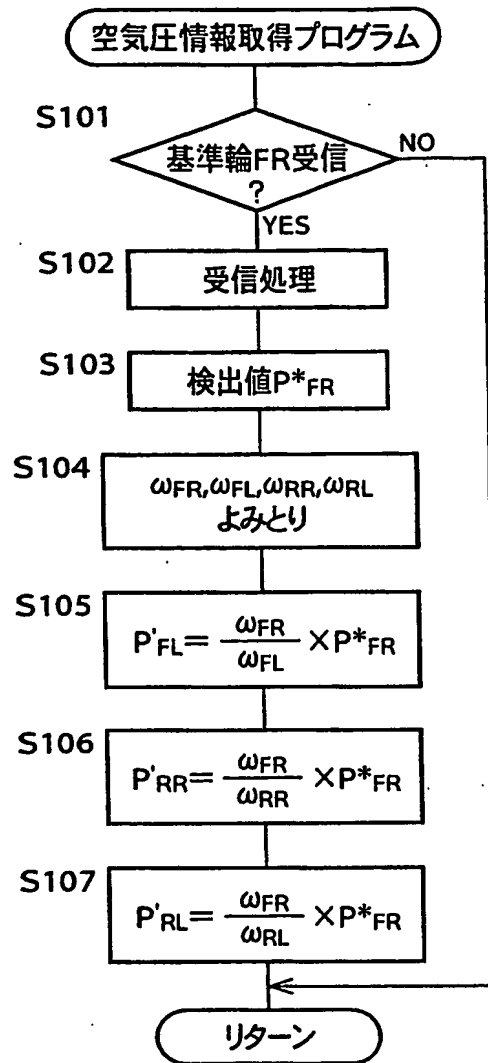 空気圧情報取得プログラム
S101
基準輪FR受信
?
NO
YES
S102
受信処理
S103
検出値P*FR
S104
ωFR,ωFL,ωRR,ωRL
よみとり
S105
P'FL= ωFR/ωFL ×P*FR
S106
P'RR= ωFR/ωRR ×P*FR
S107
P'RL= ωFR/ωRL ×P*FR
リターン